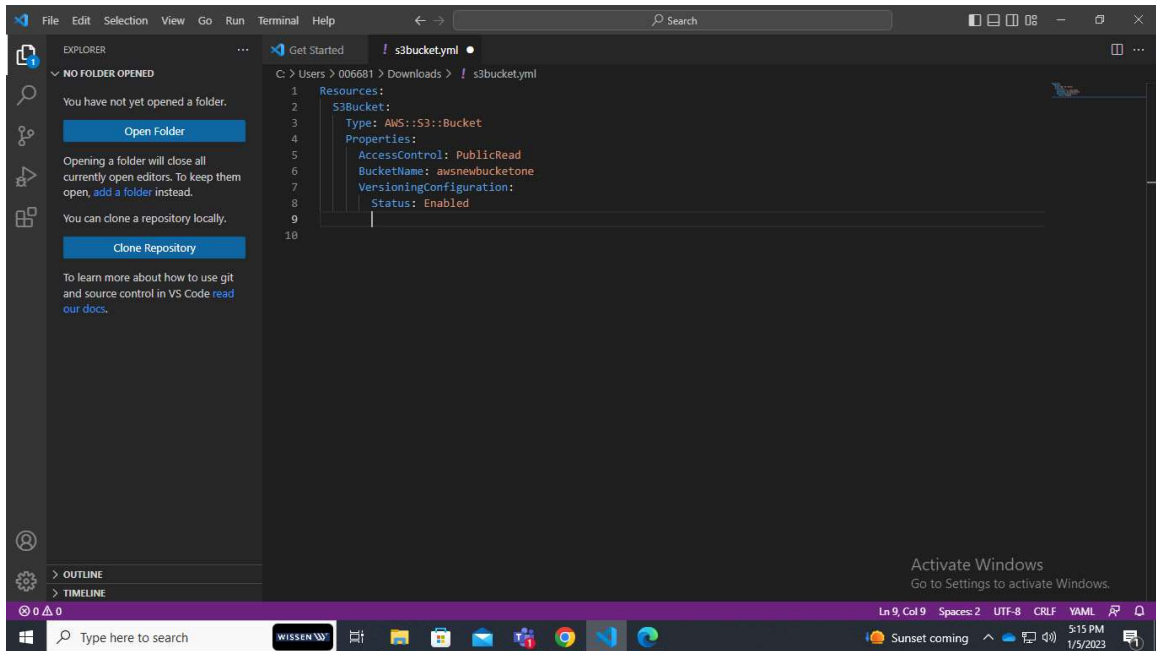 File Edit Selection View Go Run Terminal Help
Search
EXPLORER
Get Started
! s3bucket.yml
NO FOLDER OPENED
C: > Users > 006681 > Downloads > ! s3bucket.yml
You have not yet opened a folder.
Open Folder
Opening a folder will close all
currently open editors. To keep them
open, add a folder instead.
You can clone a repository locally.
Clone Repository
To learn more about how to use git
and source control in VS Code read
our docs.
1 Resources:
2 S3Bucket:
3 Type: AWS::S3::Bucket
4 Properties:
5 AccessControl: PublicRead
6 BucketName: awsnewbucketone
7 VersioningConfiguration:
8 Status: Enabled
9
10
> OUTLINE
> TIMELINE
Activate Windows
Go to Settings to activate Windows.
0 0
Ln 9, Col 9 Spaces: 2 UTF-8 CRLF YAML
Type here to search
WISSEN
Sunset coming
5:15 PM
1/5/2023